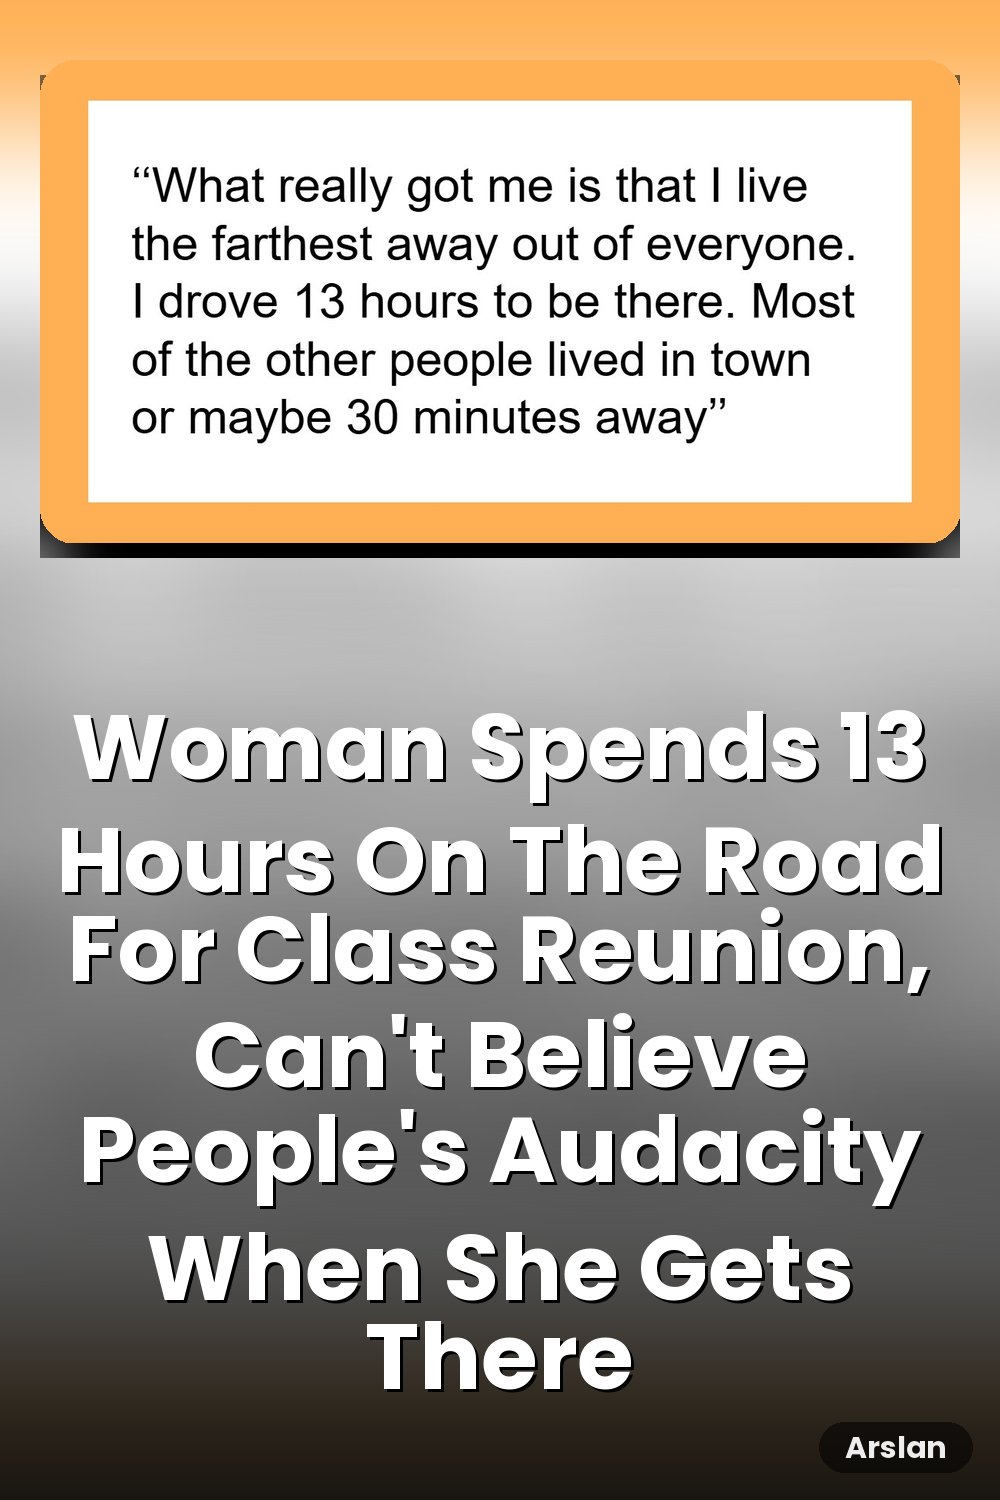 ‘‘What really got me is that I live
the farthest away out of everyone.
I drove 13 hours to be there. Most
of the other people lived in town
or maybe 30 minutes away’’
Woman Spends 13
Hours On The Road
For Class Reunion,
Can't Believe
People's Audacity
When She Gets
There
Arslan